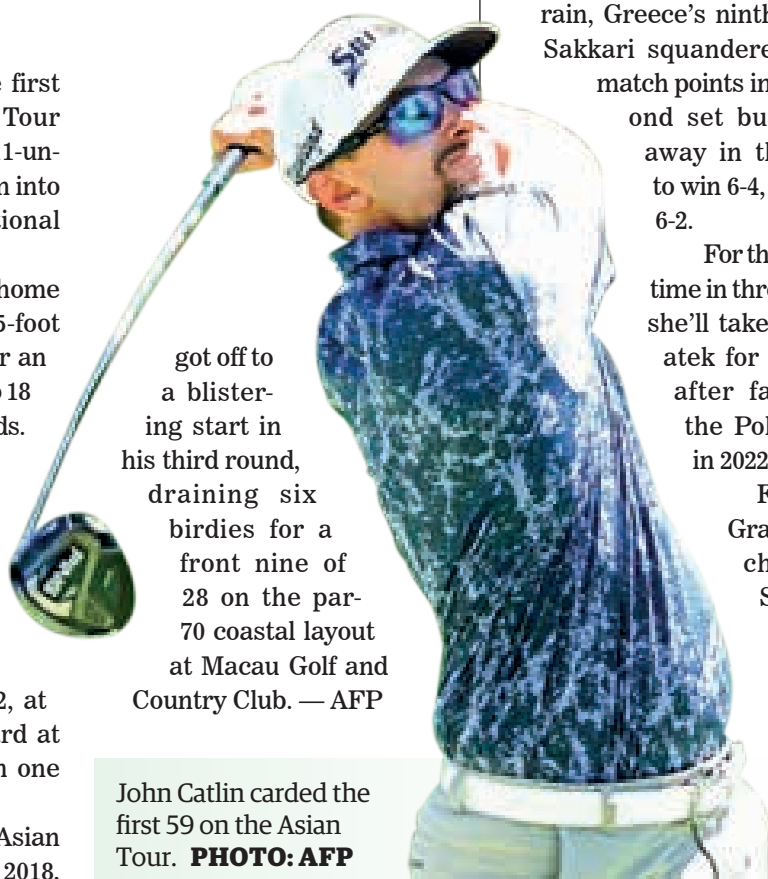 first
Tour
1-un-
into
tional
home
5-foot
r an
18
ds.
2, at
rd at
n one
Asian
2018.
got off to
a blister-
ing start in
his third round,
draining six
birdies for a
front nine of
28 on the par-
70 coastal layout
at Macau Golf and
Country Club. — AFP
John Catlin carded the
first 59 on the Asian
Tour. PHOTO: AFP
SRI
rain, Greece's ninth
Sakkari squandere
match points in
ond set bu
away in th
to win 6-4,
6-2.
For th
time in thre
she'll take
atek for
after fa
the Pol
in 2022
F
Gra
ch
S